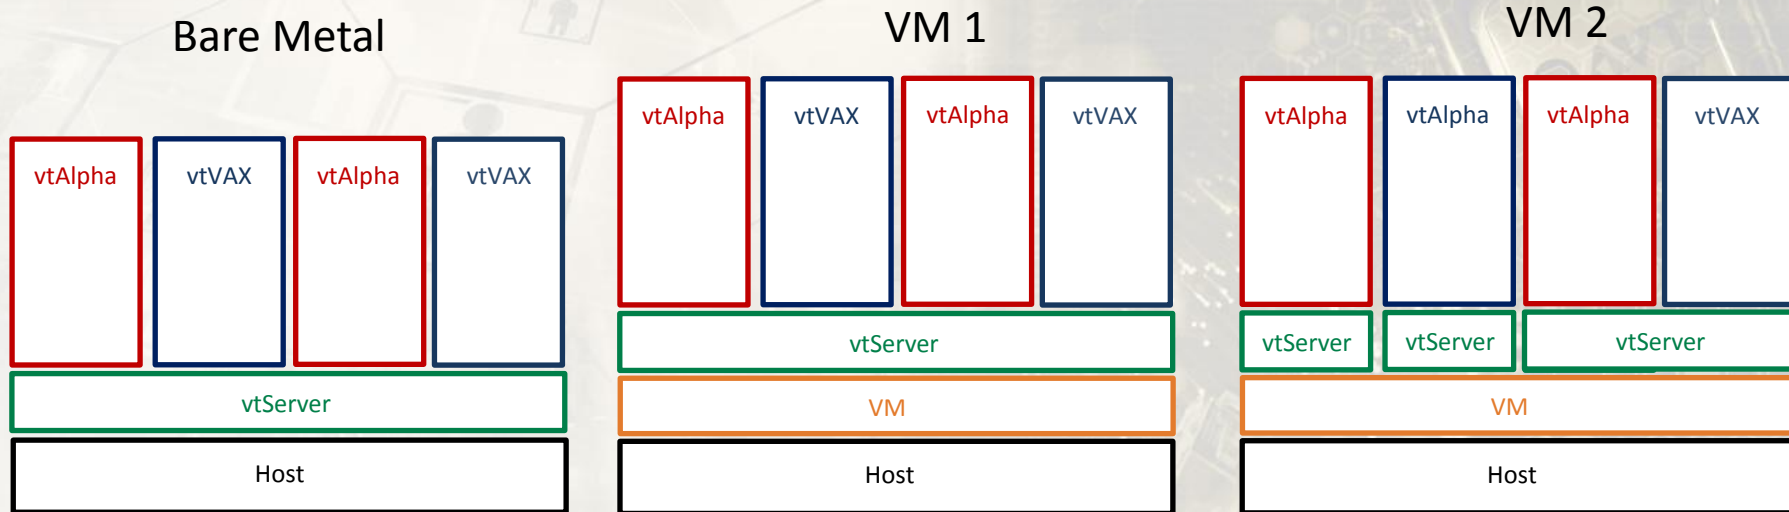 Bare Metal
vtAlpha vtVAX vtAlpha vtVAX
vtServer
Host
VM 1
vtAlpha vtVAX vtAlpha vtVAX
vtServer
VM
Host
VM 2
vtAlpha vtAlpha vtAlpha vtVAX
vtServer vtServer vtServer
VM
Host